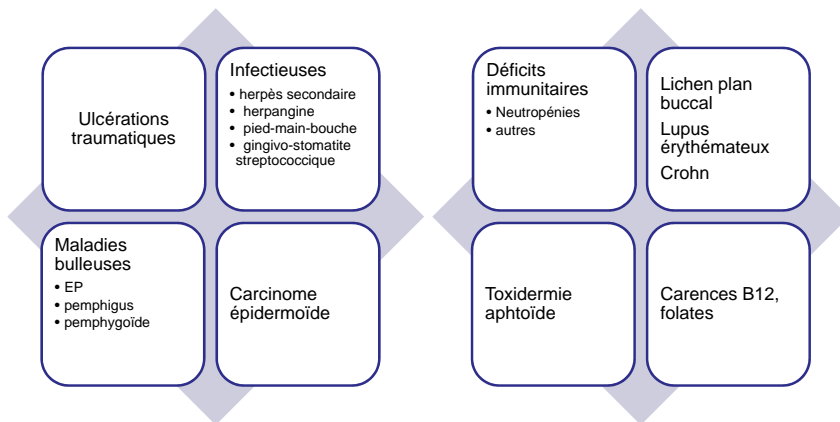 Ulcérations
traumatiques
Infectieuses
• herpès secondaire
• herpangine
• pied-main-bouche
• gingivo-stomatite
streptococcique
Maladies
bulleuses
• EP
• pemphigus
• pemphygoïde
Carcinome
épidermoïde
Déficits
immunitaires
• Neutropénies
• autres
Lichen plan
buccal
Lupus
érythémateux
Crohn
Toxidermie
aphtoïde
Carences B12,
folates